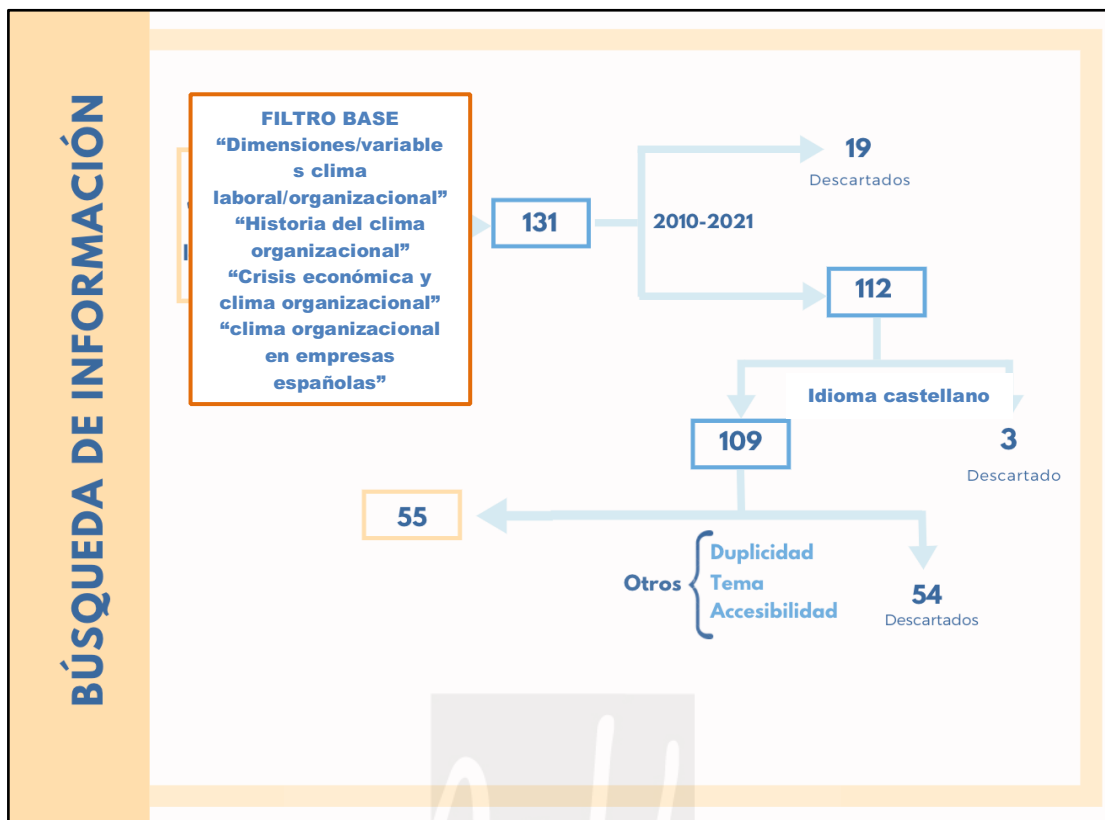 BÚSQUEDA DE INFORMACIÓN
FILTRO BASE
“Dimensiones/variable
s clima
laboral/organizacional”
“Historia del clima
organizacional”
“Crisis económica y
clima organizacional”
“clima organizacional
en empresas
españolas”
131
2010-2021
19
Descartados
112
Idioma castellano
109
3
Descartado
55
Otros
Duplicidad
Tema
Accesibilidad
54
Descartados